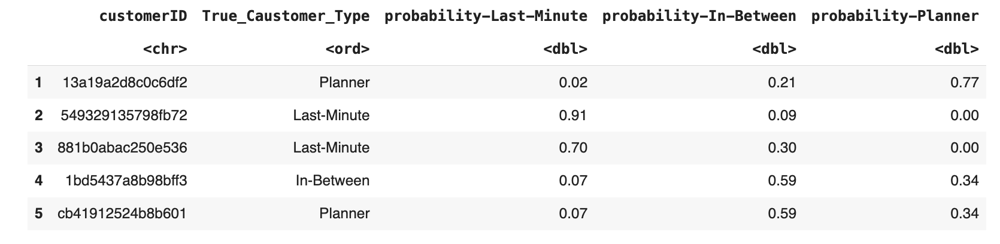 customerID True_Caustomer_Type probability-Last-Minute probability-In-Between probability-Planner
<chr> <ord> <dbl> <dbl> <dbl>
1 13a19a2d8c0c6df2 Planner 0.02 0.21 0.77
2 549329135798fb72 Last-Minute 0.91 0.09 0.00
3 881b0abac250e536 Last-Minute 0.70 0.30 0.00
4 1bd5437a8b98bff3 In-Between 0.07 0.59 0.34
5 cb41912524b8b601 Planner 0.07 0.59 0.34